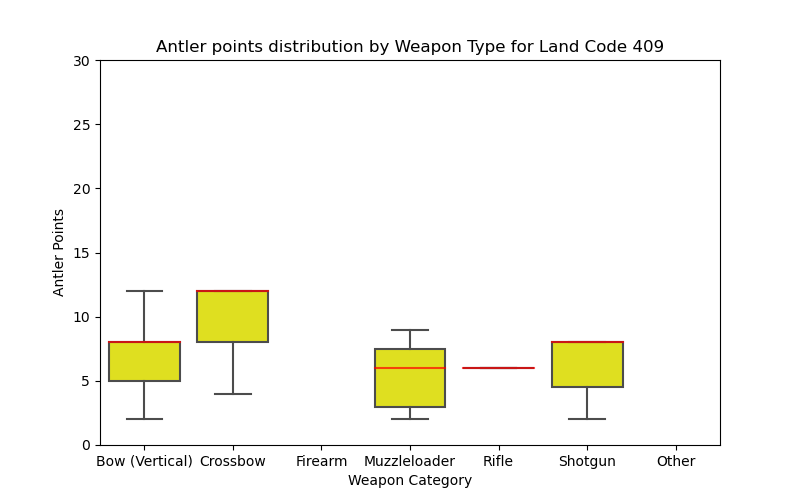 Antler points distribution by Weapon Type for Land Code 409
30
25
20
15
10
5
0
Antler Points
Bow (Vertical) Crossbow Firearm Muzzleloader Rifle Shotgun Other
Weapon Category